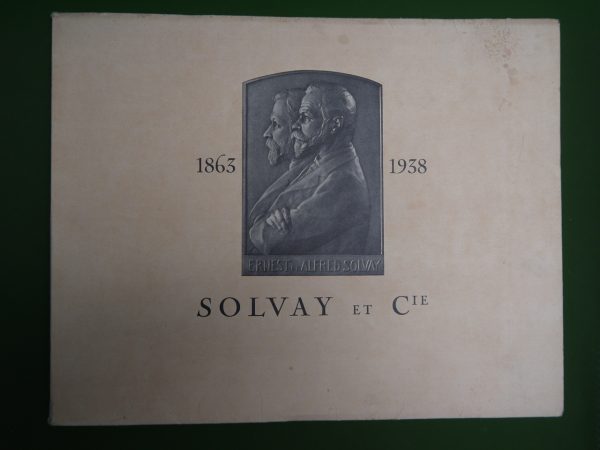 1863 1938
ERNEST ALFRED SOLVAY
SOLVAY ET CIE